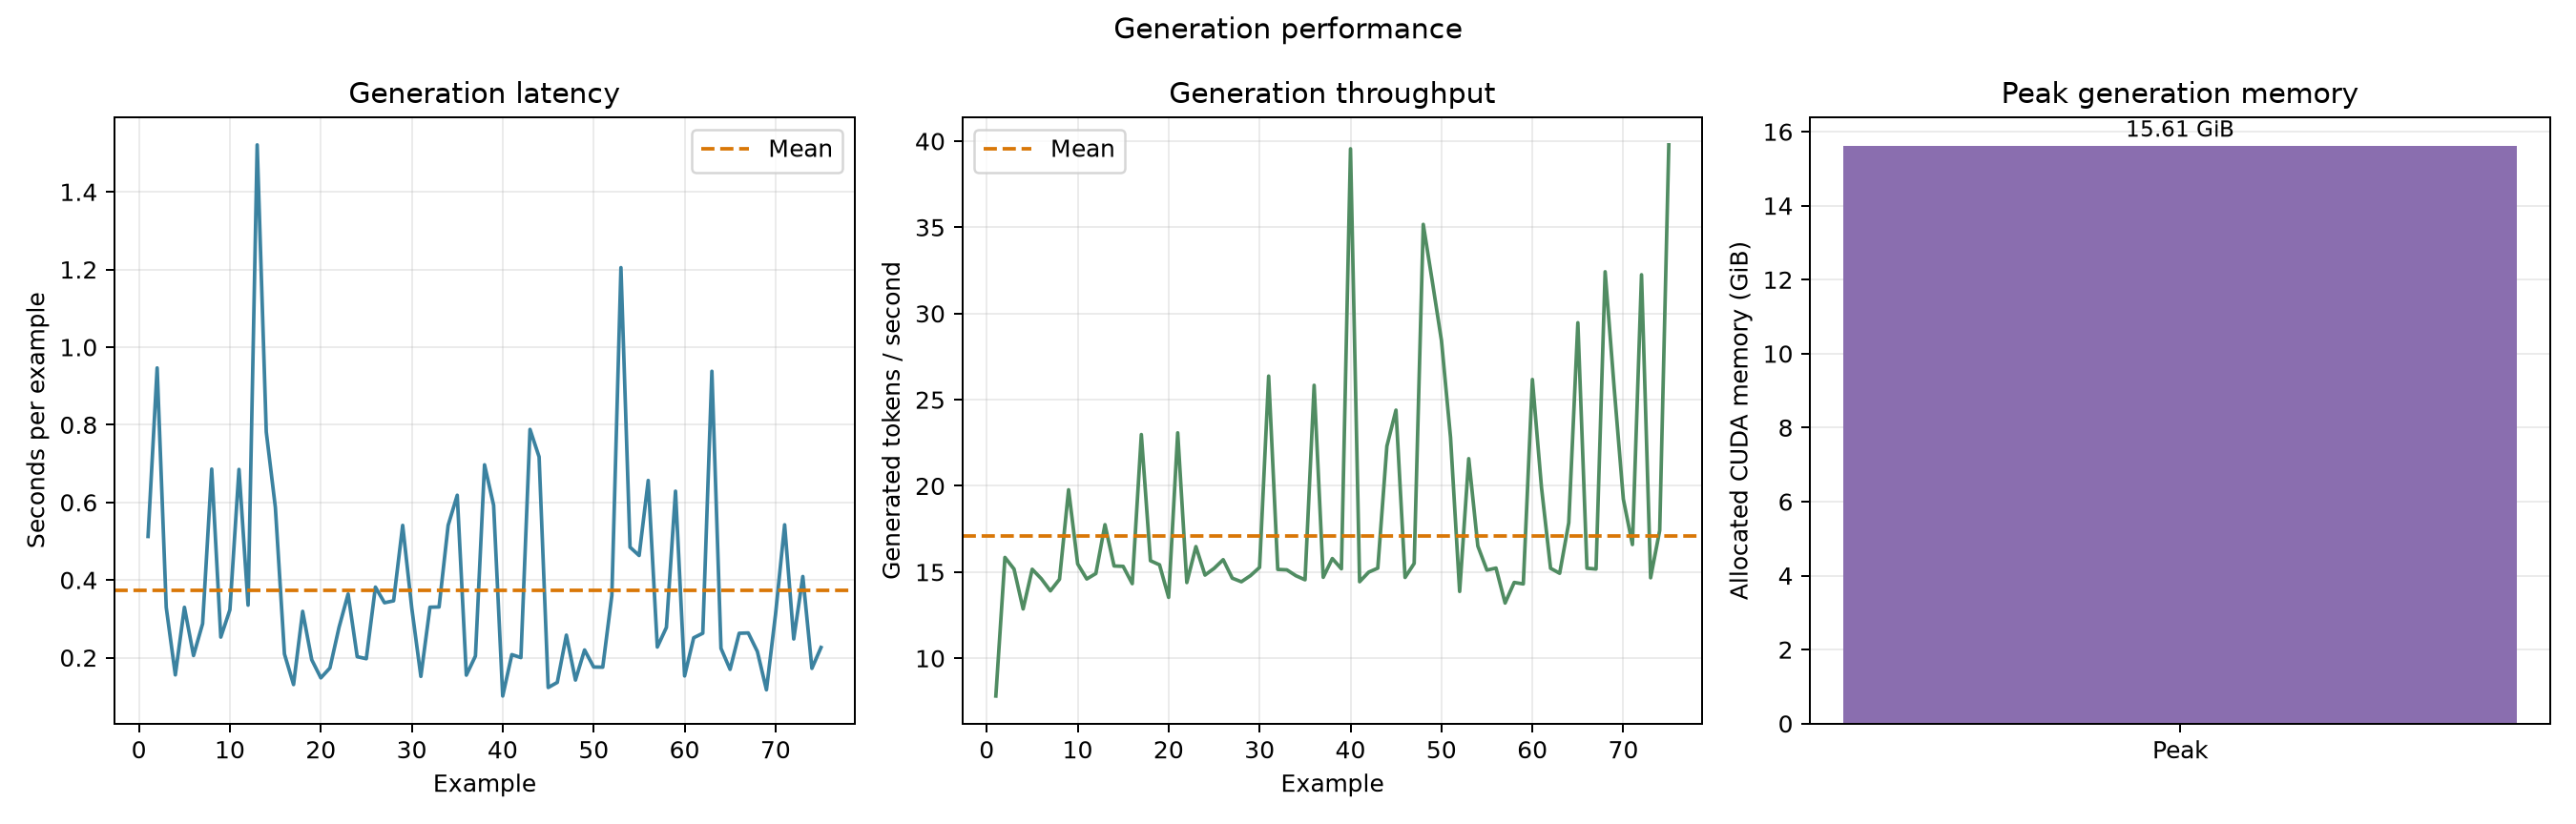 Generation performance
Generation latency
Mean
1.4
1.2
1.0
0.8
0.6
0.4
0.2
Seconds per example
0 10 20 30 40 50 60 70
Example
Generation throughput
Mean
40
35
30
25
20
15
10
Generated tokens / second
0 10 20 30 40 50 60 70
Example
Peak generation memory
15.61 GiB
16
14
12
10
8
6
4
2
0
Allocated CUDA memory (GiB)
Peak